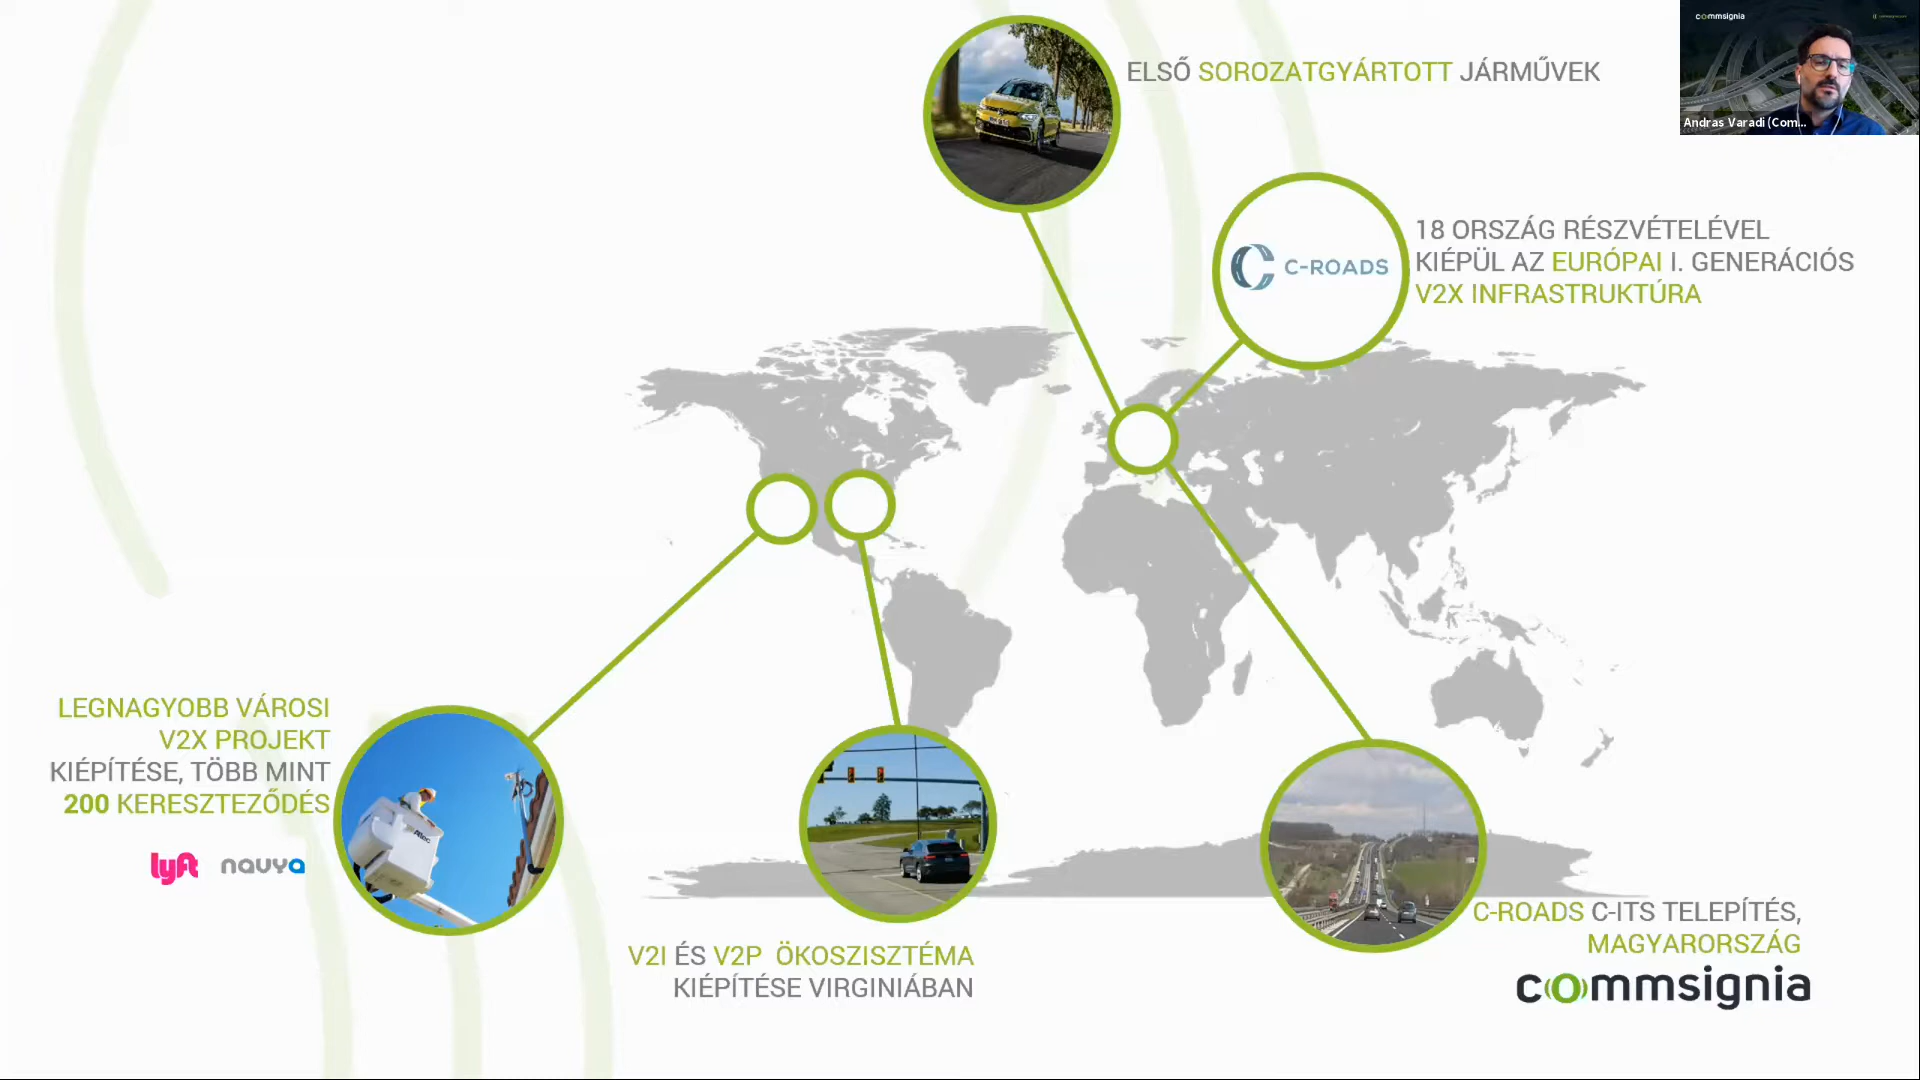 commsignia
Andras Varadi (Com...
ELSŐ SOROZATGYÁRTOTT JÁRMŰVEK
C-ROADS
18 ORSZÁG RÉSZVÉTELÉVEL
KIÉPÜL AZ EURÓPAI I. GENERÁCIÓS
V2X INFRASTRUKTÚRA
LEGNAGYOBB VÁROSI
V2X PROJEKT
KIÉPÍTÉSE, TÖBB MINT
200 KERESZTEZŐDÉS
lyft navya
Altec
V2I ÉS V2P ÖKOSZISZTÉMA
KIÉPÍTÉSE VIRGINIÁBAN
C-ROADS C-ITS TELEPÍTÉS,
MAGYARORSZÁG
commsignia